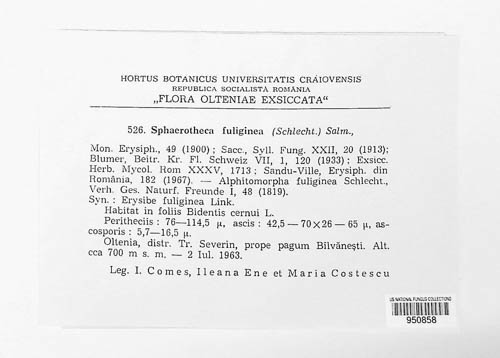 HORTUS BOTANICUS UNIVERSITATIS CRAIOVENSIS
REPUBLICA SOCIALISTĂ ROMÂNIA
„FLORA OLTENIAE EXSICCATA“
526. Sphaerotheca fuliginea (Schlecht.) Salm.,
Mon. Erysiph., 49 (1900) ; Sacc., Syll. Fung. XXII, 20 (1913);
Blumer, Beitr. Kr. Fl. Schweiz VII, 1, 120 (1933) ; Exsicc.
Herb. Mycol. Rom XXXV, 1713 ; Sandu-Ville, Erysiph. din
România, 182 (1967). — Alphitomorpha fuliginea Schlecht.,
Verh. Ges. Naturf. Freunde I, 48 (1819).
Syn. : Erysibe fuliginea Link.
Habitat in foliis Bidentis cernui L.
Peritheciis : 76—114,5 µ, ascis : 42,5 — 70×26 — 65 µ, as-
cosporis : 5,7—16,5 µ.
Oltenia, distr. Tr. Severin, prope pagum Bîlvănești. Alt.
cca 700 m s. m. — 2 Iul. 1963.
Leg. I. Comes, Ileana Ene et Maria Costescu
US NATIONAL FUNGUS COLLECTIONS
950858